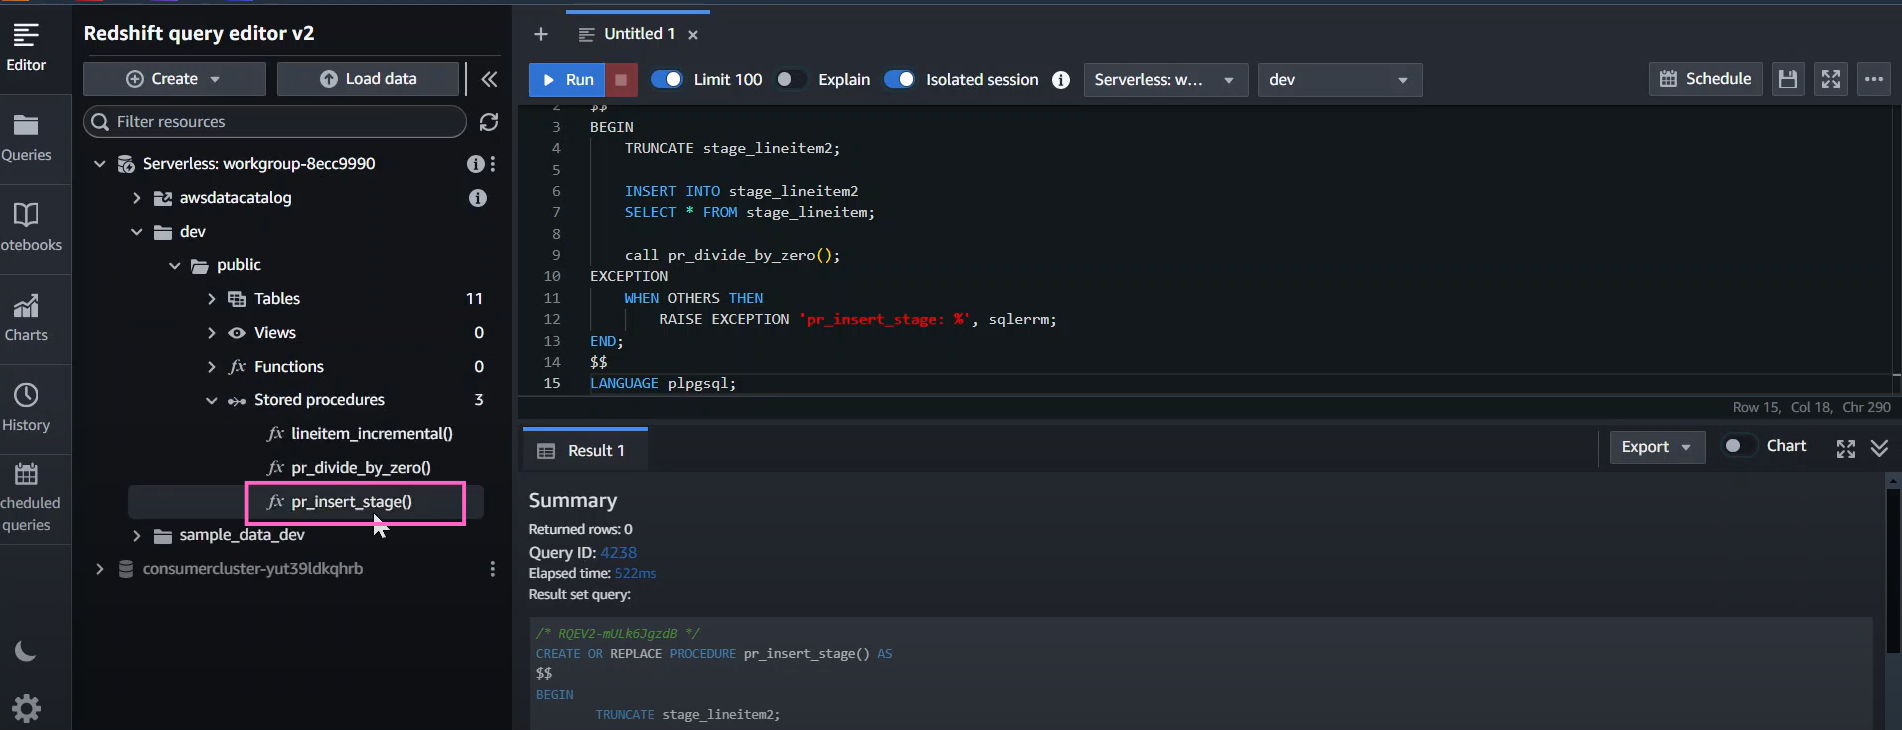 Redshift query editor v2
Editor
Create
Load data
Filter resources
Queries
otebooks
Charts
History
cheduled
queries
Serverless: workgroup-8ecc9990
awsdatacatalog
dev
public
Tables 11
Views 0
fx Functions 0
Stored procedures 3
fx lineitem_incremental()
fx pr_divide_by_zero()
fx pr_insert_stage()
sample_data_dev
consumercluster-yut39ldkqhrb
Untitled 1
Run
Limit 100
Explain
Isolated session
Serverless: w...
dev
Schedule
2 $$
3 BEGIN
4 TRUNCATE stage_lineitem2;
5
6 INSERT INTO stage_lineitem2
7 SELECT * FROM stage_lineitem;
8
9 call pr_divide_by_zero();
10 EXCEPTION
11 WHEN OTHERS THEN
12 RAISE EXCEPTION 'pr_insert_stage: %', sqlerrm;
13 END;
14 $$
15 LANGUAGE plpgsql;
Row 15, Col 18, Chr 290
Result 1
Export
Chart
Summary
Returned rows: 0
Query ID: 4238
Elapsed time: 522ms
Result set query:
/* RQEV2-mULk6JgzdB */
CREATE OR REPLACE PROCEDURE pr_insert_stage() AS
$$
BEGIN
TRUNCATE stage_lineitem2;